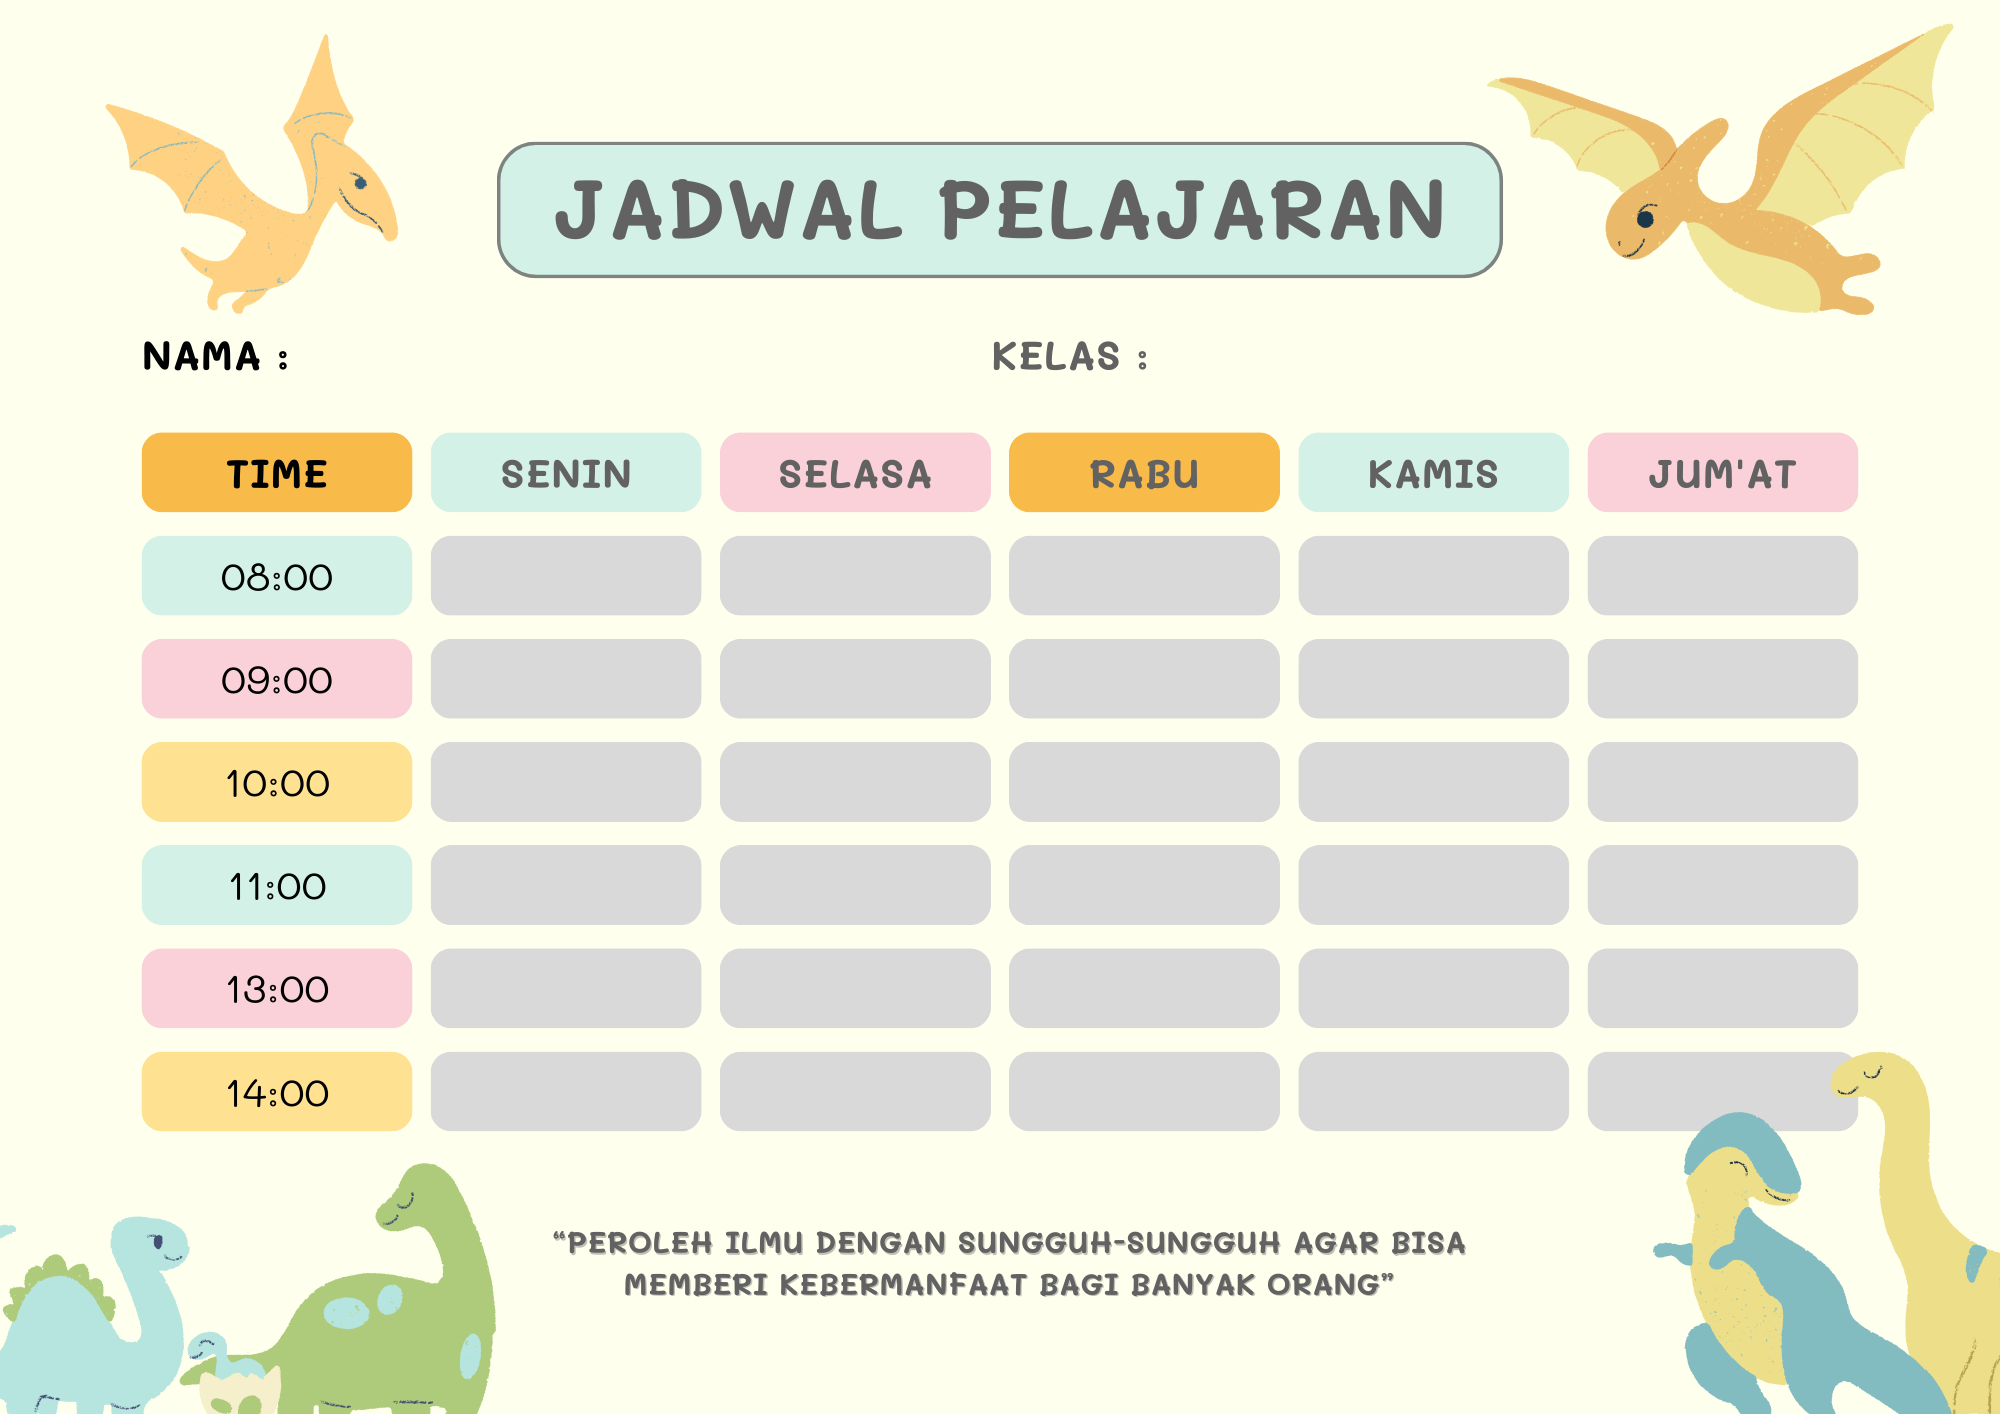 JADWAL PELAJARAN
NAMA : KELAS :
TIME SENIN SELASA RABU KAMIS JUM'AT
08:00
09:00
10:00
11:00
13:00
14:00
“PEROLEH ILMU DENGAN SUNGGUH-SUNGGUH AGAR BISA
MEMBERI KEBERMANFAAT BAGI BANYAK ORANG”